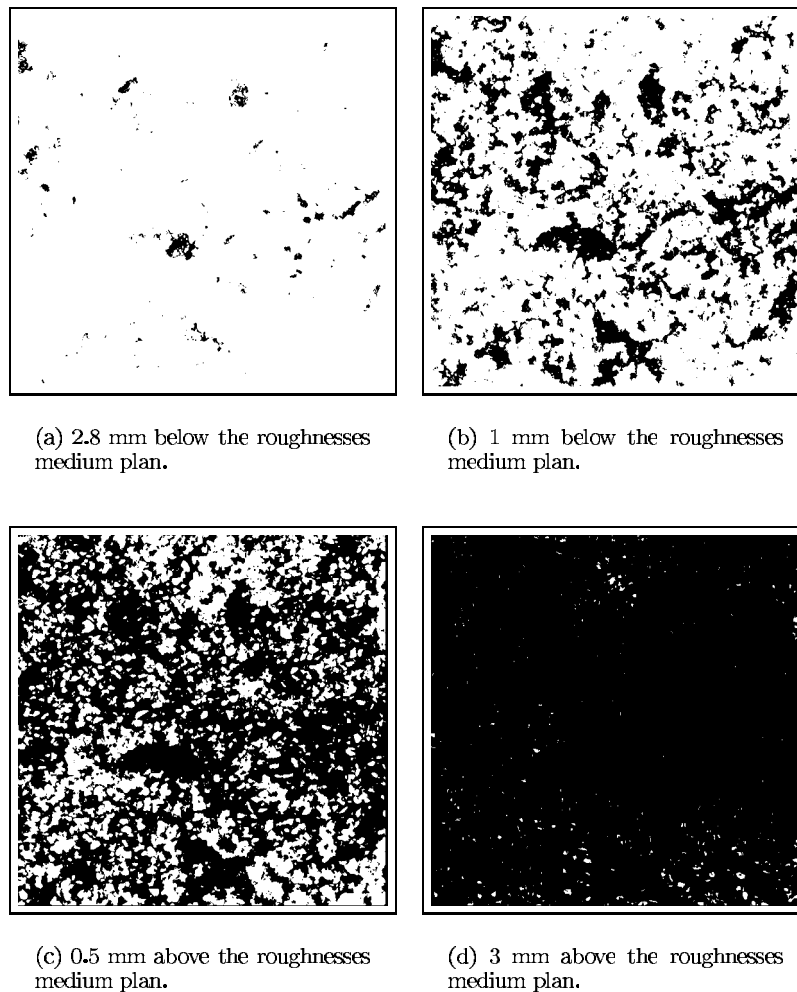 (a) 2.8 mm below the roughnesses
medium plan.
(b) 1 mm below the roughnesses
medium plan.
(c) 0.5 mm above the roughnesses
medium plan.
(d) 3 mm above the roughnesses
medium plan.